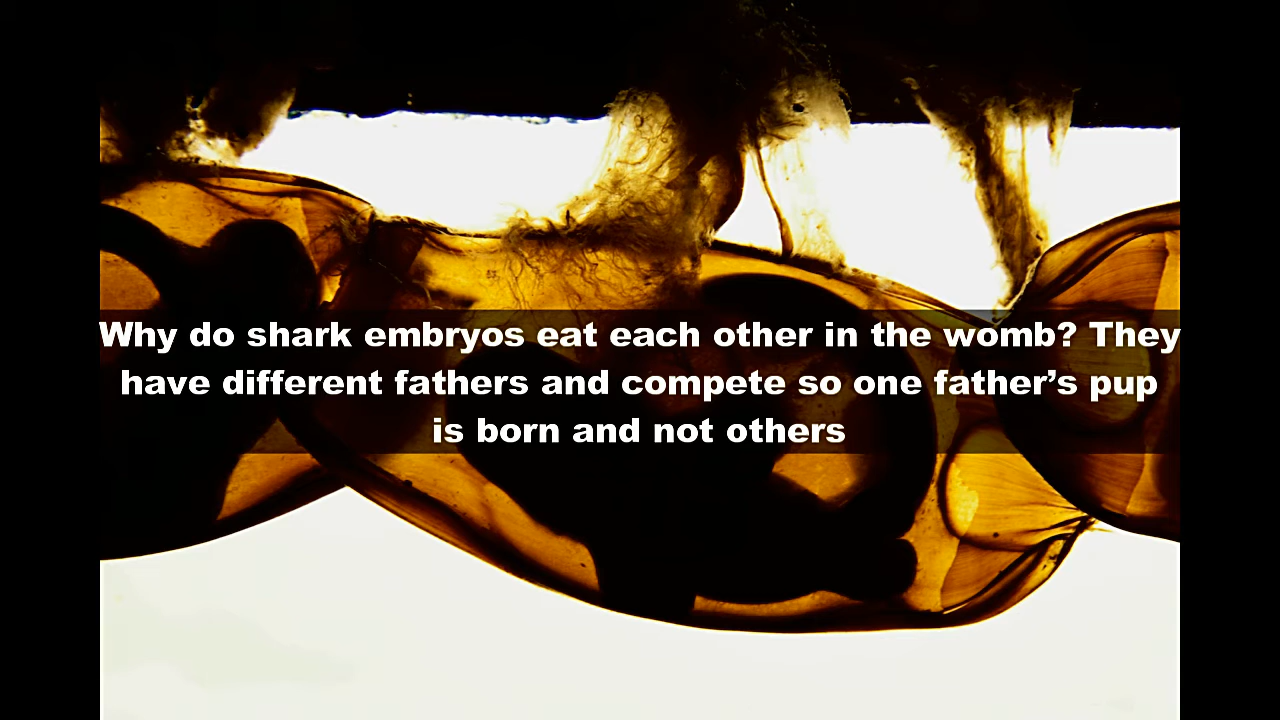 Why do shark embryos eat each other in the womb? They
have different fathers and compete so one father’s pup
is born and not others